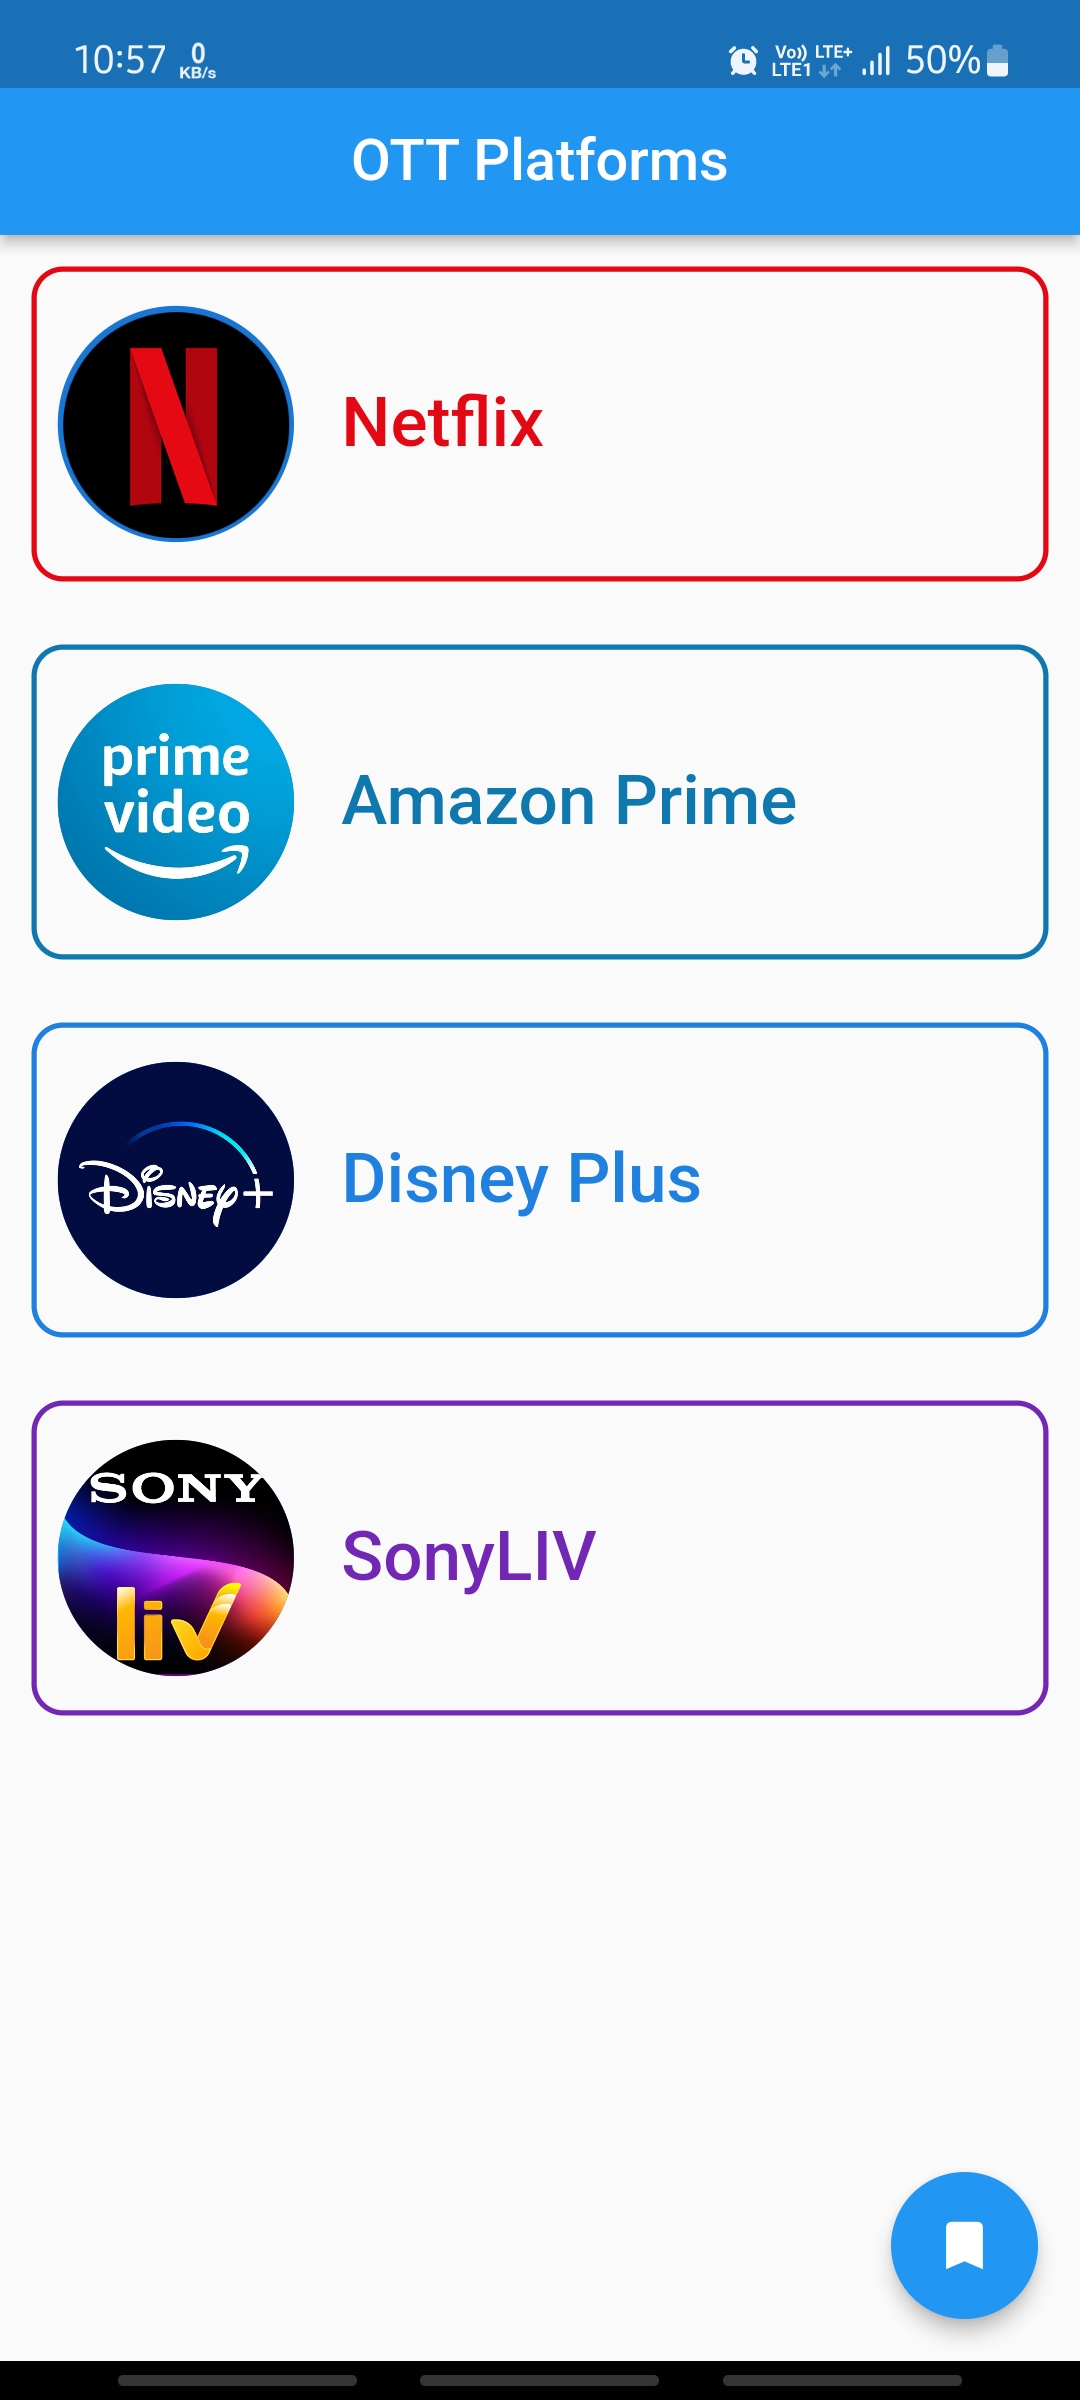 10:57 0 KB/s Vo)) LTE1 LTE+ 50%
OTT Platforms
N
Netflix
prime
video
Amazon Prime
Disney+
Disney Plus
SONY
liv
SonyLIV